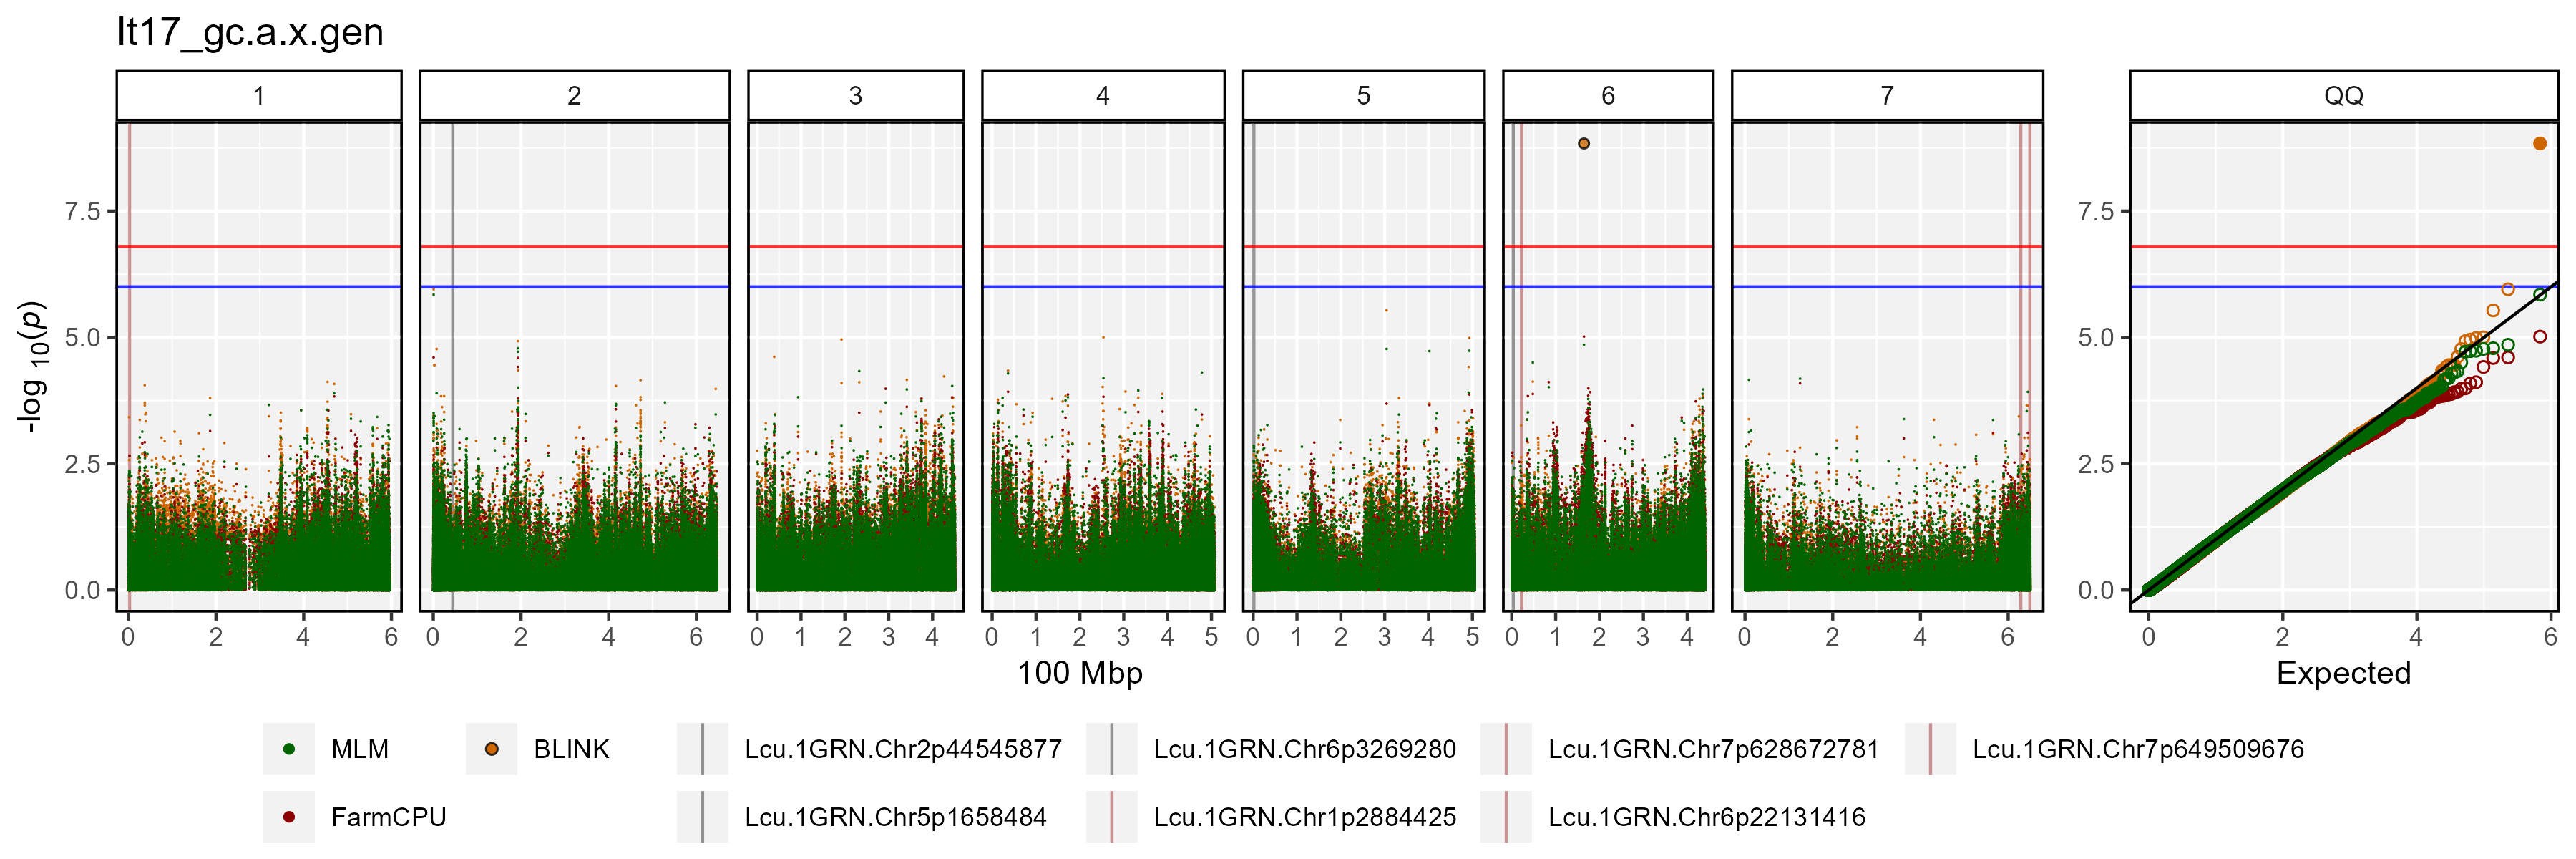 It17_gc.a.x.gen
1 2 3 4 5 6 7 QQ
-log 10(p)
7.5
5.0
2.5
0.0
7.5
5.0
2.5
0.0
0 2 4 6 0 2 4 6 0 1 2 3 4 0 1 2 3 4 5 0 1 2 3 4 5 0 1 2 3 4 0 2 4 6 0 2 4 6
100 Mbp Expected
MLM BLINK Lcu.1GRN.Chr2p44545877 Lcu.1GRN.Chr6p3269280 Lcu.1GRN.Chr7p628672781 Lcu.1GRN.Chr7p649509676
FarmCPU Lcu.1GRN.Chr5p1658484 Lcu.1GRN.Chr1p2884425 Lcu.1GRN.Chr6p22131416